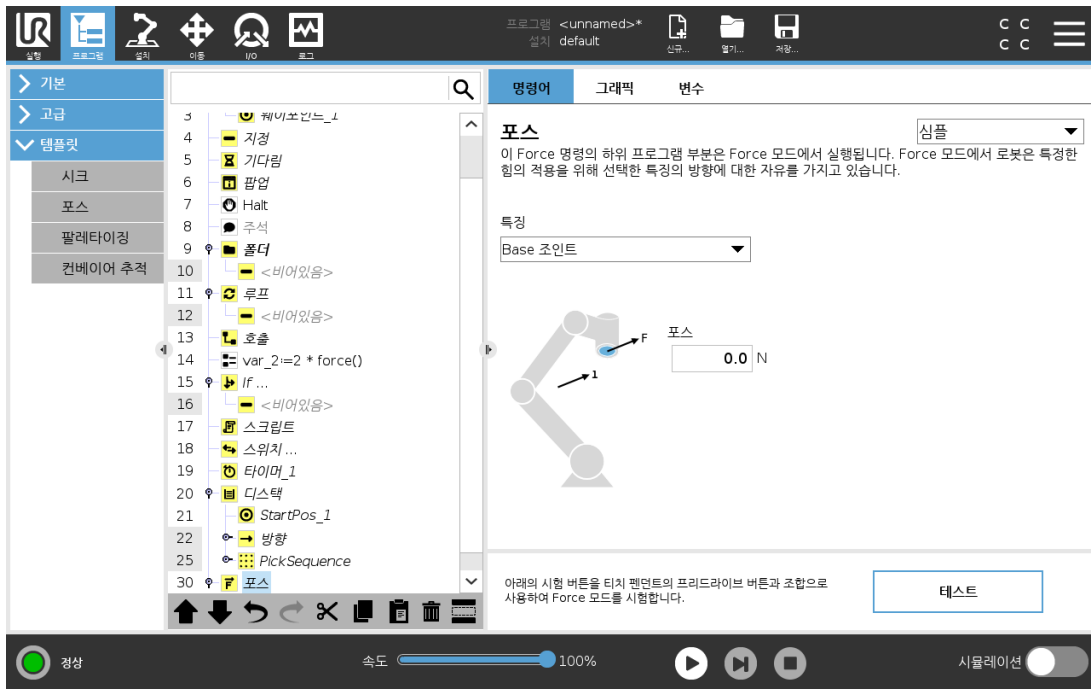 UR
실행
프로그램
설치
이동
I/O
로그
프로그램 <unnamed>*
설치 default
신규...
열기...
저장...
C C
C C
기본
고급
템플릿
시크
포스
팔레타이징
컨베이어 추적
3 웨이포인트_1
4 지정
5 기다림
6 팝업
7 Halt
8 주석
9 폴더
10 <비어있음>
11 루프
12 <비어있음>
13 호출
14 var_2:=2 * force()
15 If ...
16 <비어있음>
17 스크립트
18 스위치 ...
19 타이머_1
20 디스택
21 StartPos_1
22 방향
25 PickSequence
30 포스
명령어 그래픽 변수
포스
심플
이 Force 명령의 하위 프로그램 부분은 Force 모드에서 실행됩니다. Force 모드에서 로봇은 특정한
힘의 적용을 위해 선택한 특징의 방향에 대한 자유를 가지고 있습니다.
특징
Base 조인트
F
1
포스
0.0 N
아래의 시험 버튼을 티치 펜던트의 프리드라이브 버튼과 조합으로
사용하여 Force 모드를 시험합니다.
테스트
정상
속도 100%
시뮬레이션